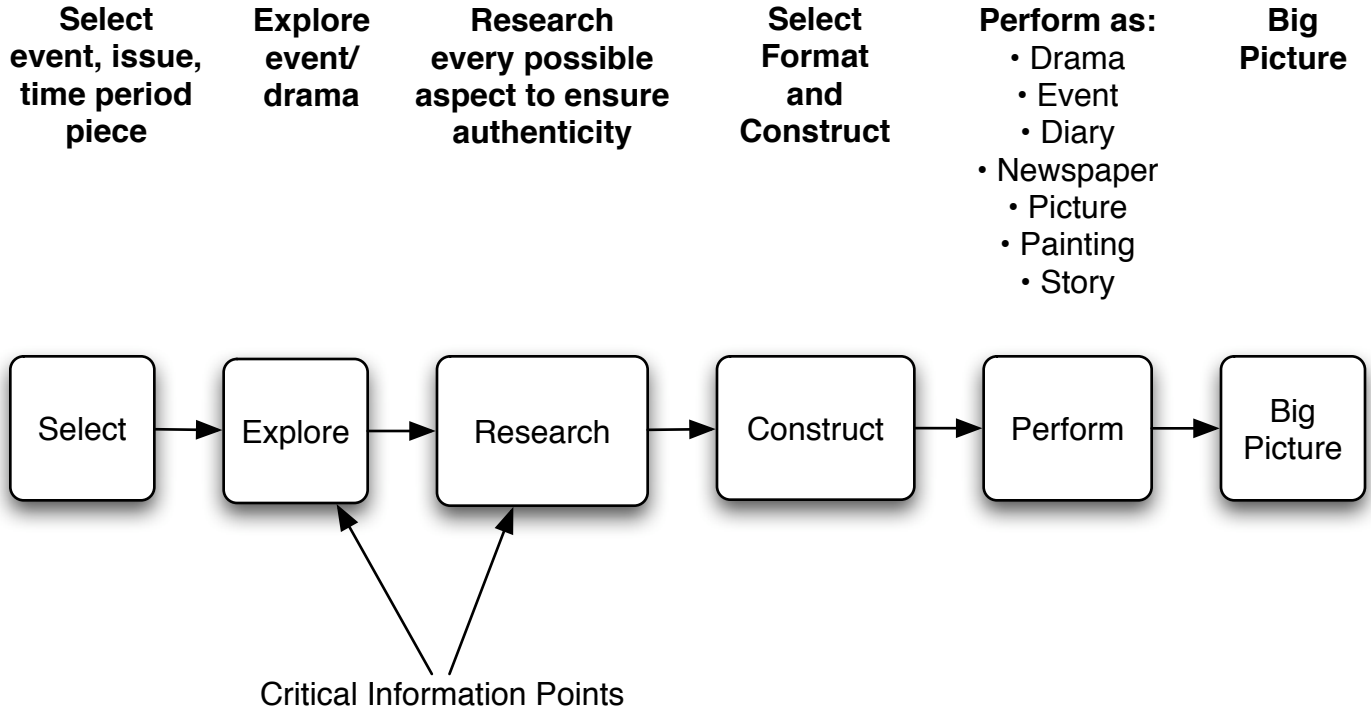 Select
event, issue,
time period
piece
Explore
event/
drama
Research
every possible
aspect to ensure
authenticity
Select
Format
and
Construct
Perform as:
• Drama
• Event
• Diary
• Newspaper
• Picture
• Painting
• Story
Big
Picture
Select
Explore
Research
Construct
Perform
Big
Picture
Critical Information Points